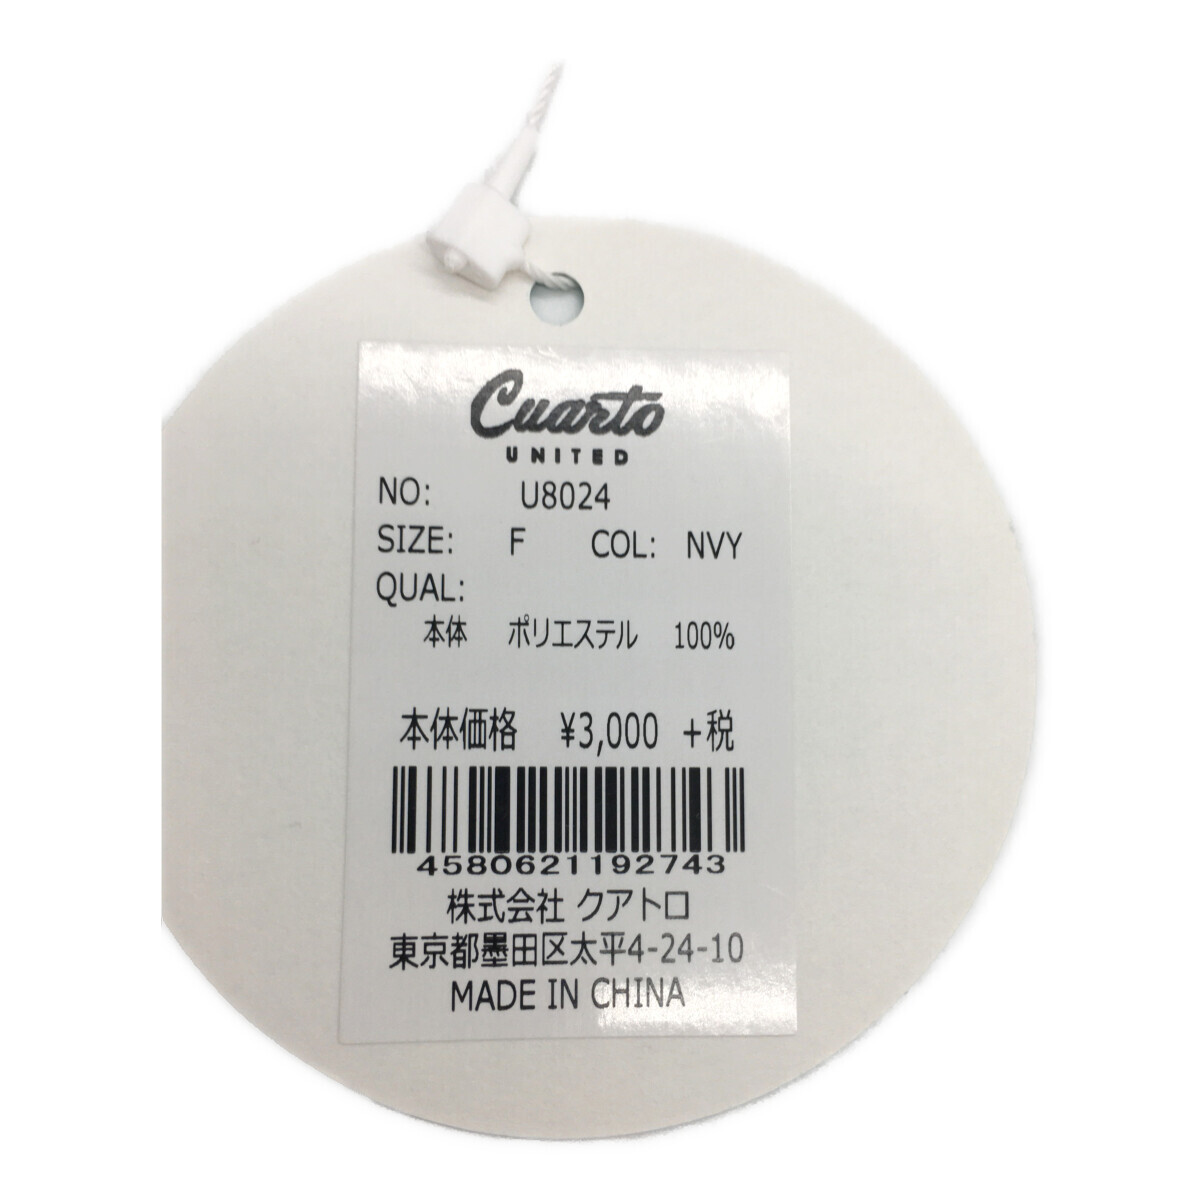 Cuarto
UNITED
NO: U8024
SIZE: F COL: NVY
QUAL:
本体 ポリエステル 100%
本体価格 ¥3,000 +税
4580621192743
株式会社 クアトロ
東京都墨田区太平4-24-10
MADE IN CHINA